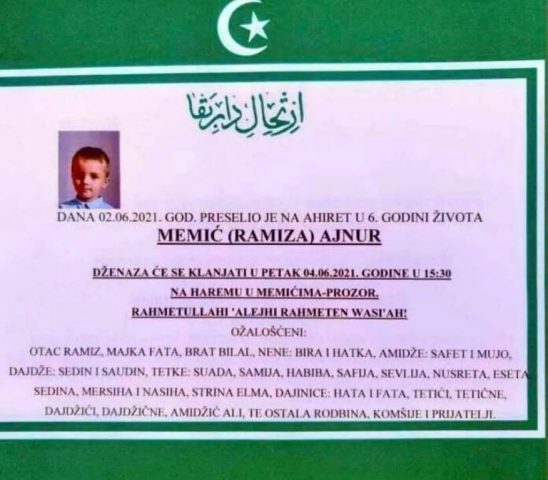 ارتحال دار بقا
DANA 02.06.2021. GOD. PRESELIO JE NA AHIRET U 6. GODINI ŽIVOTA
MEMIĆ (RAMIZA) AJNUR
DŽENAZA ĆE SE KLANJATI U PETAK 04.06.2021. GODINE U 15:30
NA HAREMU U MEMIĆIMA-PROZOR.
RAHMETULLAHI 'ALEJHI RAHMETEN WASI'AH!
OŽALOŠĆENI:
OTAC RAMIZ, MAJKA FATA, BRAT BILAL, NENE: BIRA I HATKA, AMIDŽE: SAFET I MUJO,
DAJDŽE: SEDIN I SAUDIN, TETKE: SUADA, SAMIJA, HABIBA, SAFIJA, SEVLIJA, NUSRETA, ESETA,
SEDINA, MERSIHA I NASIHA, STRINA ELMA, DAJINICE: HATA I FATA, TETIĆI, TETIČNE,
DAJDŽIĆI, DAJDŽIČNE, AMIDŽIĆ ALI, TE OSTALA RODBINA, KOMŠIJE I PRIJATELJI.